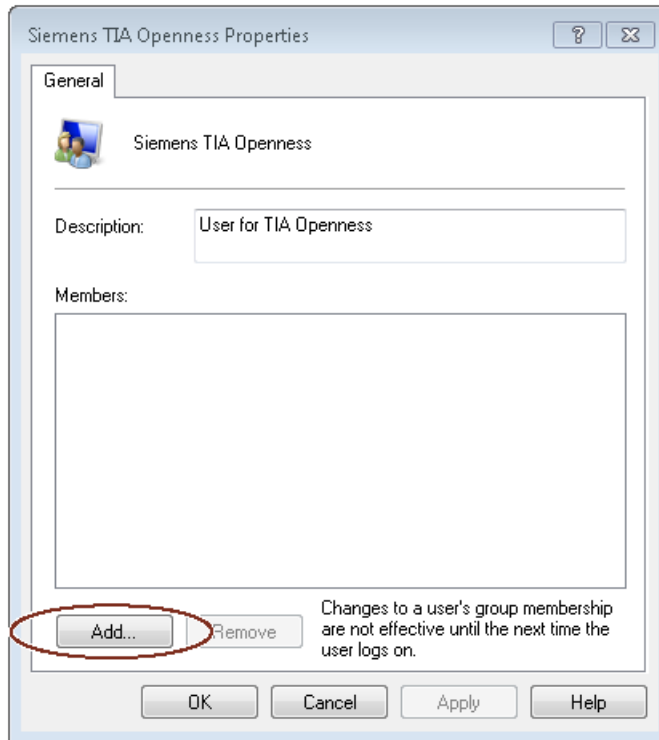 Siemens TIA Openness Properties
General
Siemens TIA Openness
Description:
User for TIA Openness
Members:
Add...
Remove
Changes to a user's group membership
are not effective until the next time the
user logs on.
OK
Cancel
Apply
Help